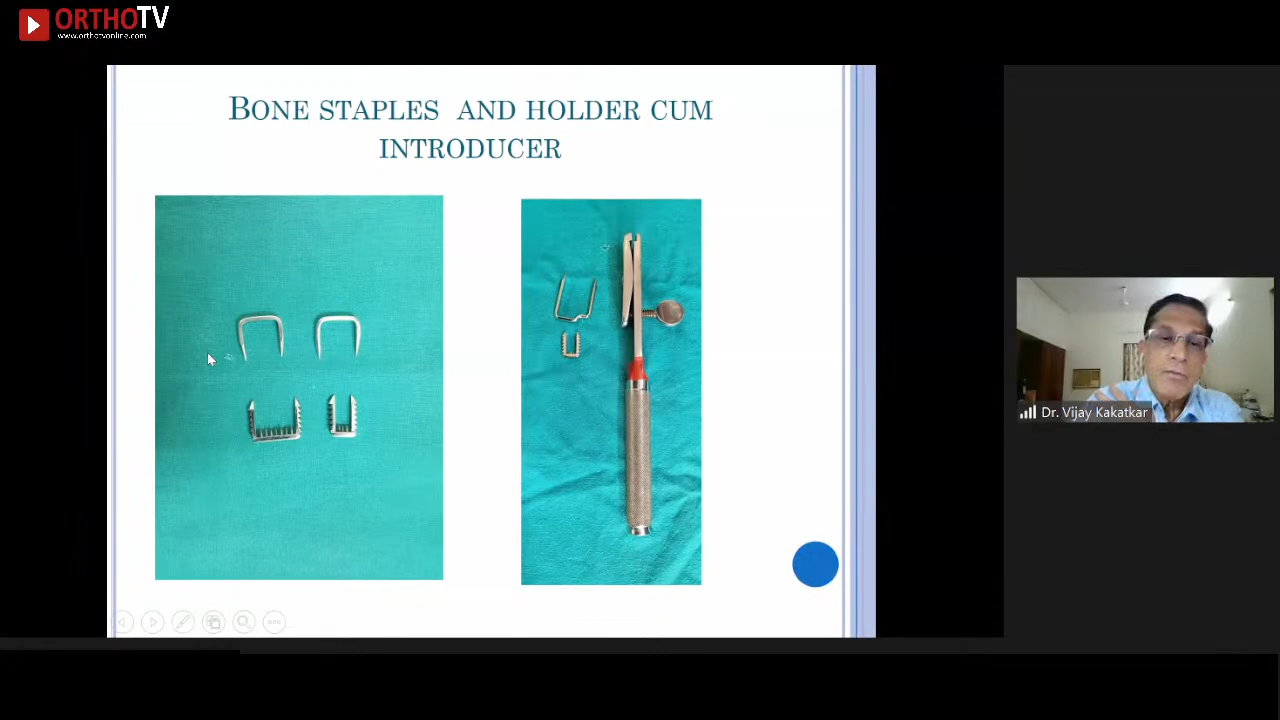 ORTHOTV
www.orthotvonline.com
BONE STAPLES AND HOLDER CUM
INTRODUCER
Dr. Vijay Kakatkar